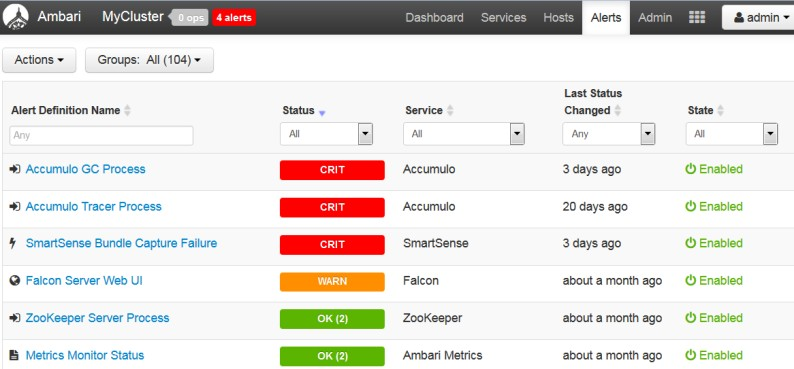 Ambari MyCluster 0 ops 4 alerts Dashboard Services Hosts Alerts Admin admin
Actions Groups: All (104)
Alert Definition Name Status Service Last Status Changed State
Any All All Any All
Accumulo GC Process CRIT Accumulo 3 days ago Enabled
Accumulo Tracer Process CRIT Accumulo 20 days ago Enabled
SmartSense Bundle Capture Failure CRIT SmartSense 3 days ago Enabled
Falcon Server Web UI WARN Falcon about a month ago Enabled
ZooKeeper Server Process OK (2) ZooKeeper about a month ago Enabled
Metrics Monitor Status OK (2) Ambari Metrics about a month ago Enabled